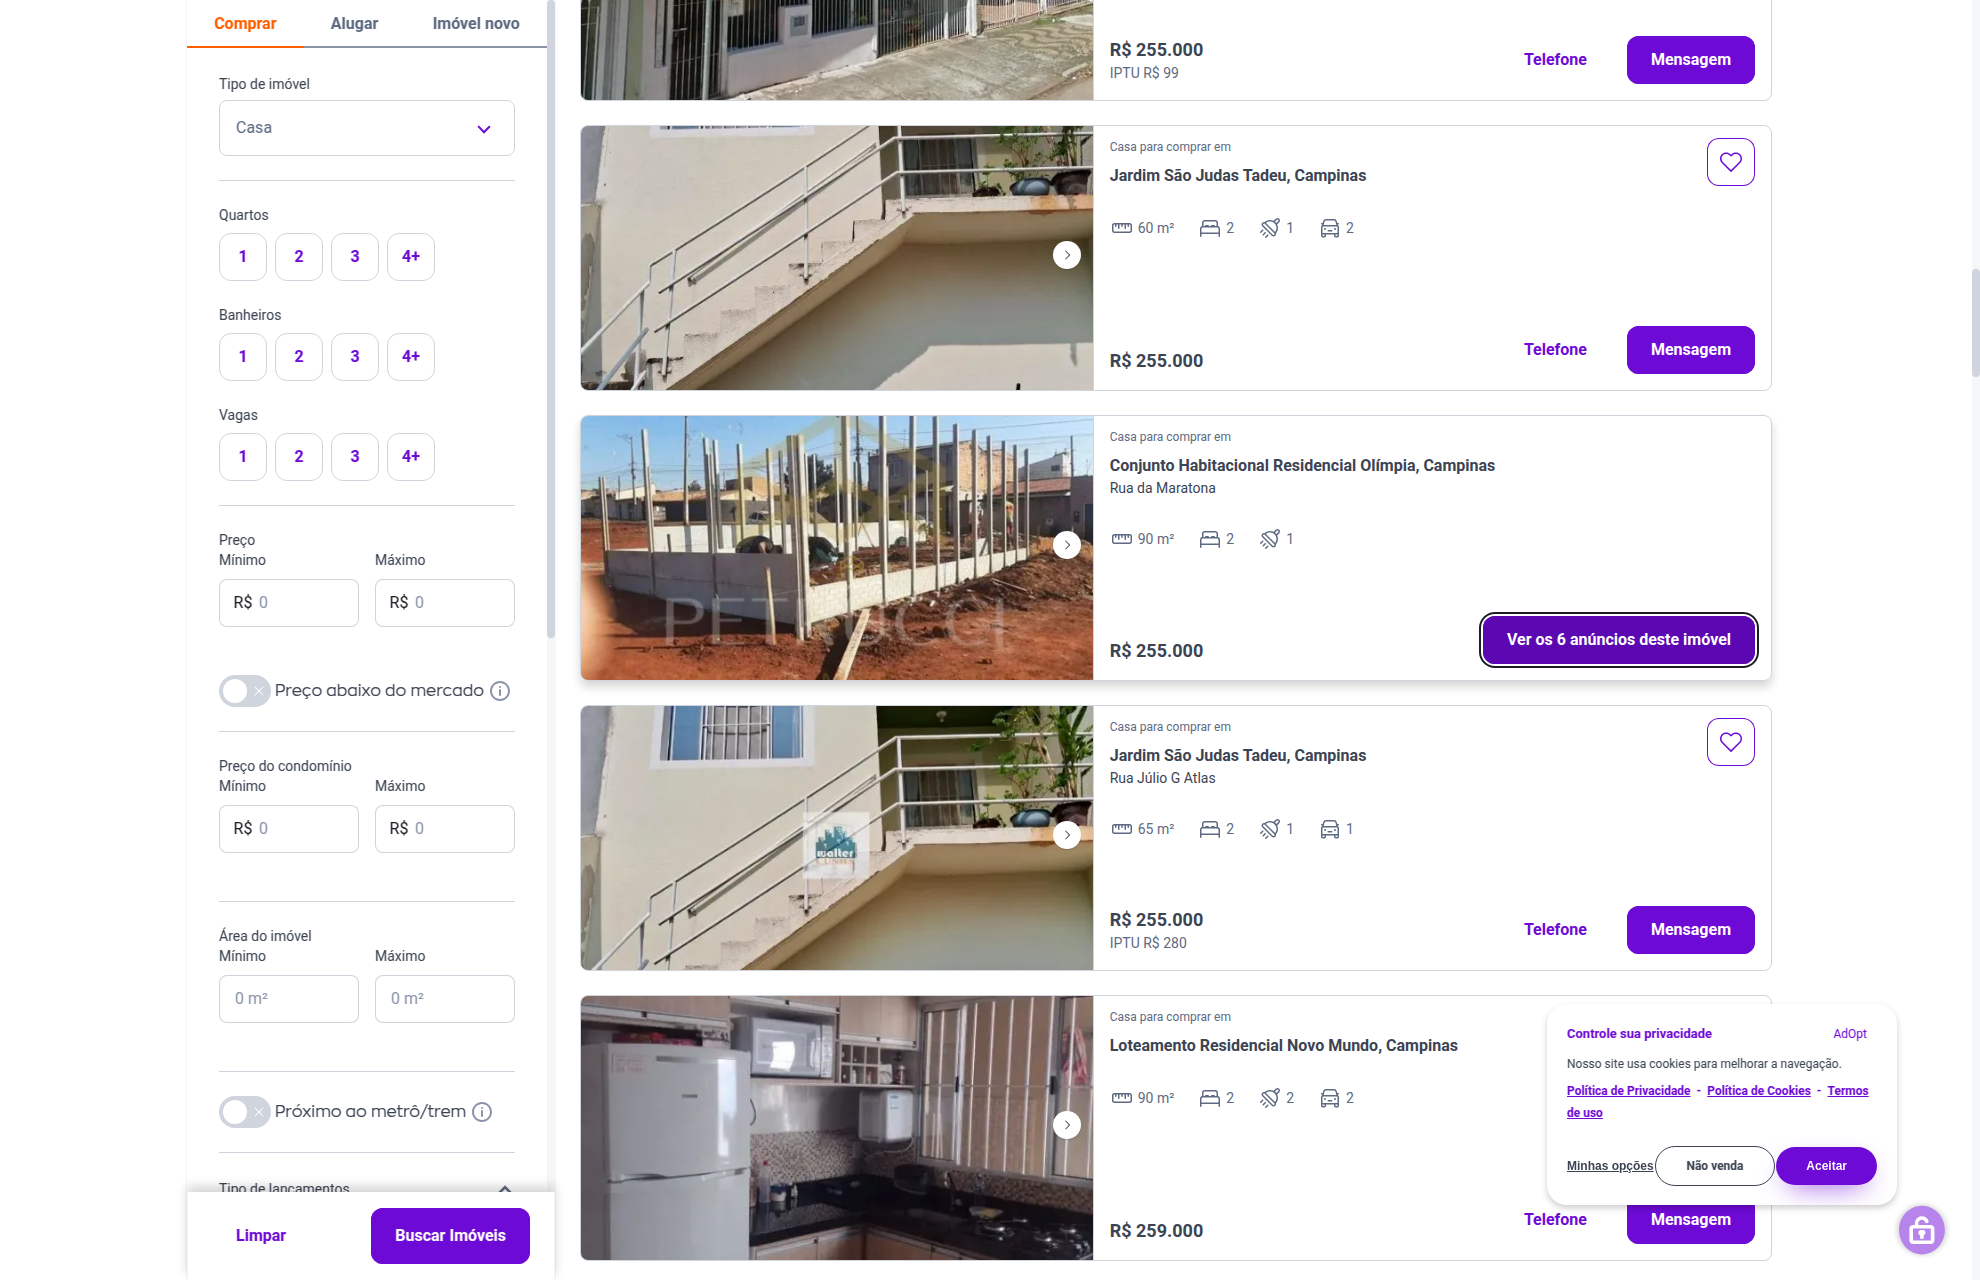 Comprar
Alugar
Imóvel novo
Tipo de imóvel
Casa
Quartos
1
2
3
4+
Banheiros
1
2
3
4+
Vagas
1
2
3
4+
Preço
Mínimo
Máximo
R$ 0
R$ 0
Preço abaixo do mercado
Preço do condomínio
Mínimo
Máximo
R$ 0
R$ 0
Área do imóvel
Mínimo
Máximo
0 m²
0 m²
Próximo ao metrô/trem
Tipo de lançamentos
Limpar
Buscar Imóveis
R$ 255.000
IPTU R$ 99
Telefone
Mensagem
Casa para comprar em
Jardim São Judas Tadeu, Campinas
60 m²
2
1
2
R$ 255.000
Telefone
Mensagem
PETRUCCI
Casa para comprar em
Conjunto Habitacional Residencial Olímpia, Campinas
Rua da Maratona
90 m²
2
1
R$ 255.000
Ver os 6 anúncios deste imóvel
walter
Casa para comprar em
Jardim São Judas Tadeu, Campinas
Rua Júlio G Atlas
65 m²
2
1
1
R$ 255.000
IPTU R$ 280
Telefone
Mensagem
Casa para comprar em
Loteamento Residencial Novo Mundo, Campinas
90 m²
2
2
2
R$ 259.000
Telefone
Mensagem
Controle sua privacidade
AdOpt
Nosso site usa cookies para melhorar a navegação.
Política de Privacidade - Política de Cookies - Termos
de uso
Minhas opções
Não venda
Aceitar